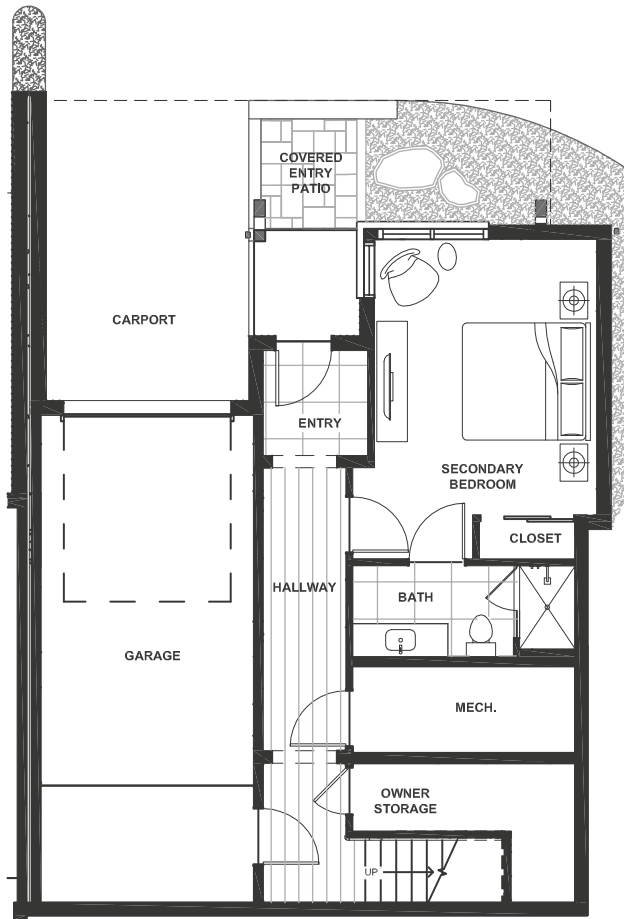 COVERED
ENTRY
PATIO
CARPORT
ENTRY
SECONDARY
BEDROOM
CLOSET
HALLWAY
BATH
GARAGE
MECH.
OWNER
STORAGE
UP